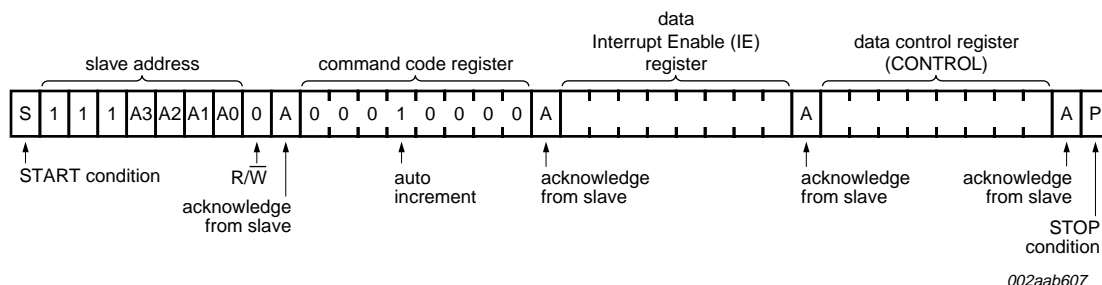 data
Interrupt Enable (IE)
register
data control register
(CONTROL)
slave address
command code register
S 1 1 1 A3 A2 A1 A0 0 A 0 0 0 1 0 0 0 0 A A A P
START condition
R/W̅
acknowledge
from slave
auto
increment
acknowledge
from slave
acknowledge
from slave
acknowledge
from slave
STOP
condition
002aab607